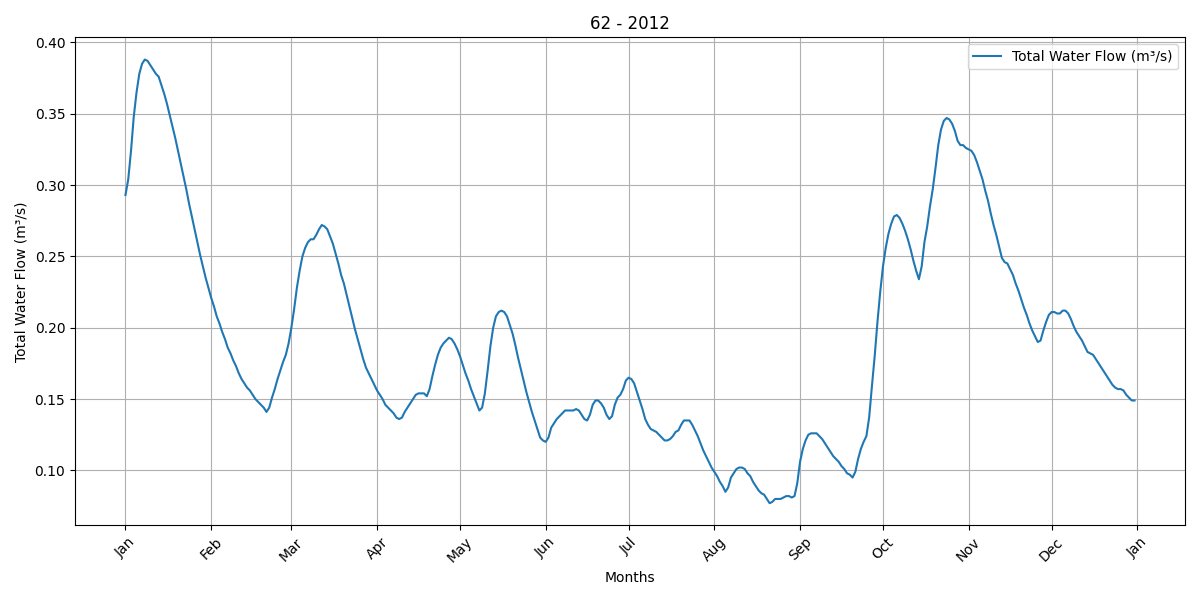 62 - 2012
Total Water Flow (m³/s)
Total Water Flow (m³/s)
0.40
0.35
0.30
0.25
0.20
0.15
0.10
Jan Feb Mar Apr May Jun Jul Aug Sep Oct Nov Dec Jan
Months